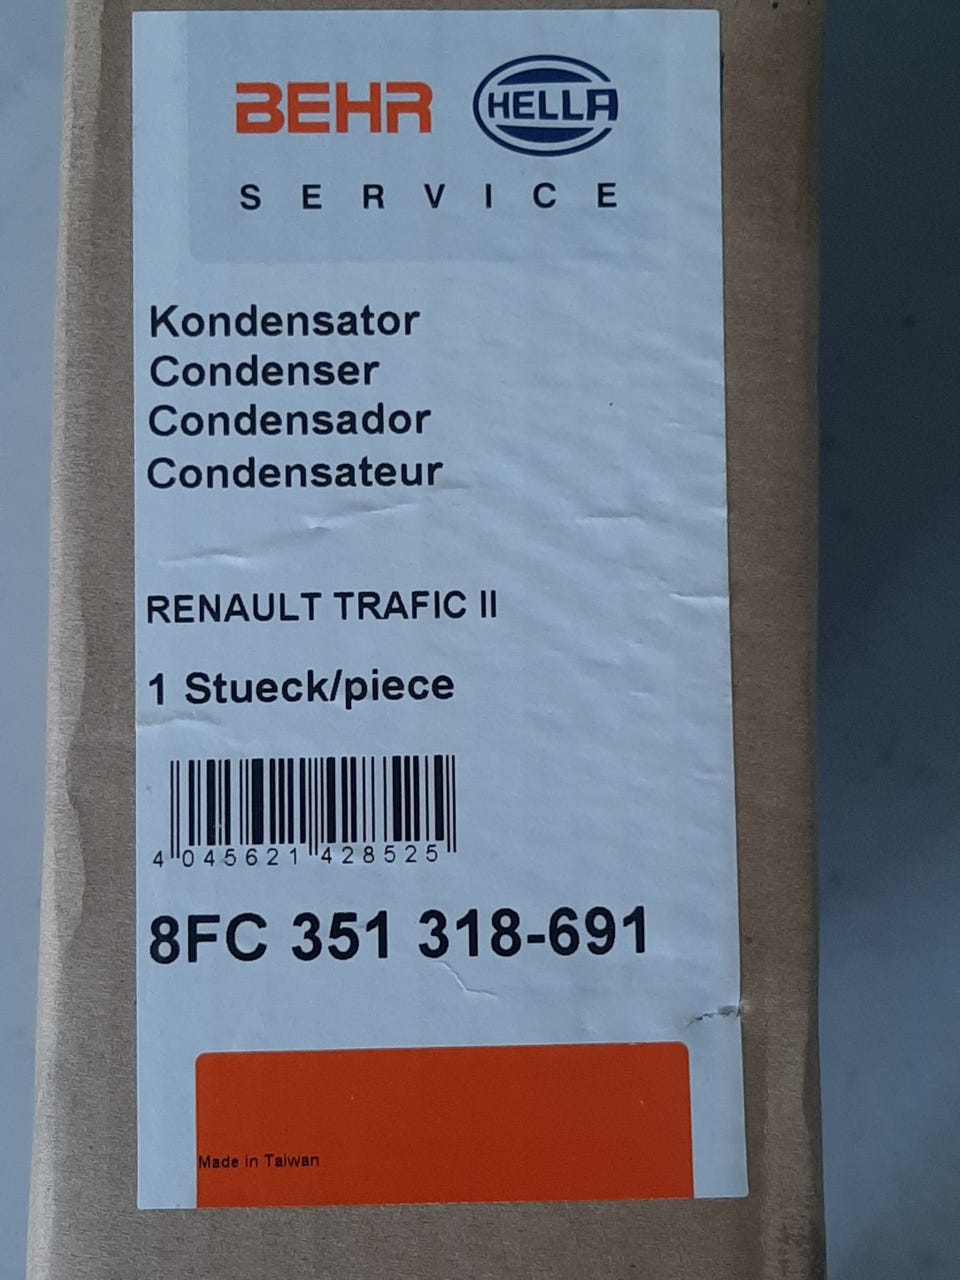 BEHR HELLA
SERVICE
Kondensator
Condenser
Condensador
Condensateur
RENAULT TRAFIC II
1 Stueck/piece
4 045621 428525
8FC 351 318-691
Made in Taiwan